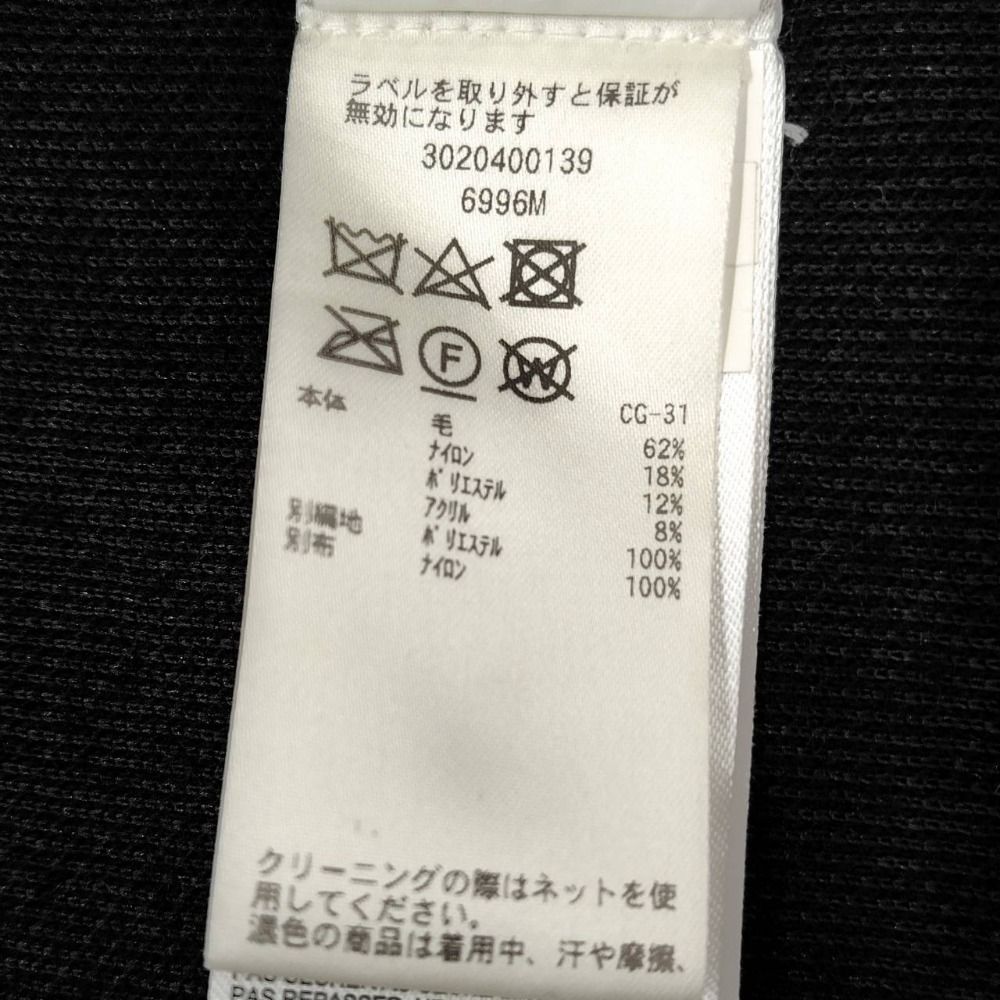 ラベルを取り外すと保証が
無効になります
3020400139
6996M
F
W
本体 CG-31
毛 62%
ナイロン 18%
ポリエステル 12%
アクリル 8%
別編地 ポリエステル 100%
別布 ナイロン 100%
クリーニングの際はネットを使
用してください。
濃色の商品は着用中、汗や摩擦、
PAS REPASSER